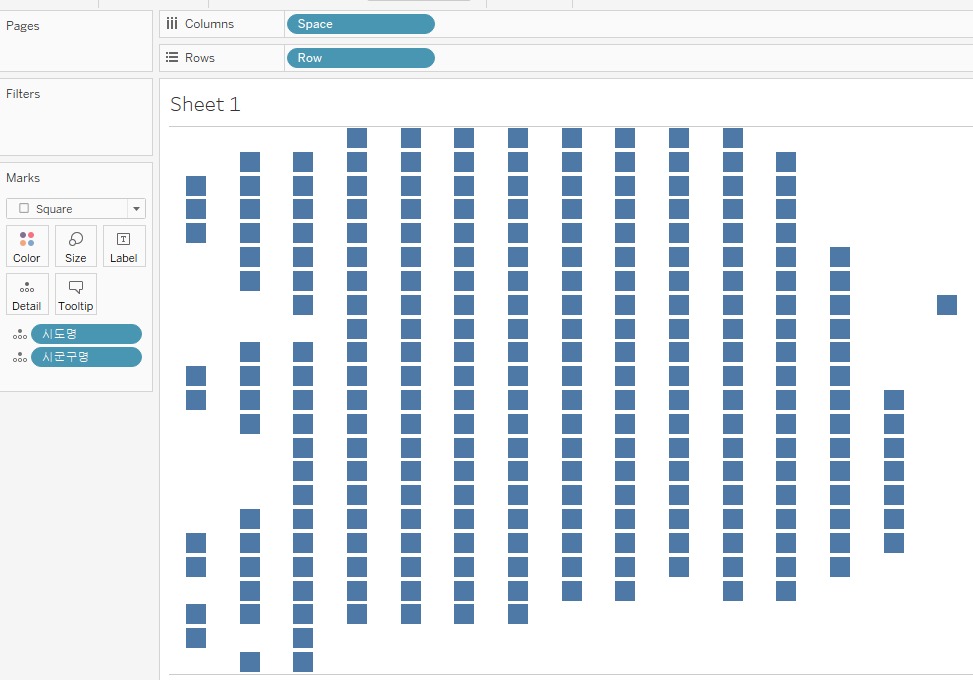 Pages
Columns
Space
Rows
Row
Filters
Sheet 1
Marks
Square
Color
Size
T
Label
Detail
Tooltip
시도명
시군구명